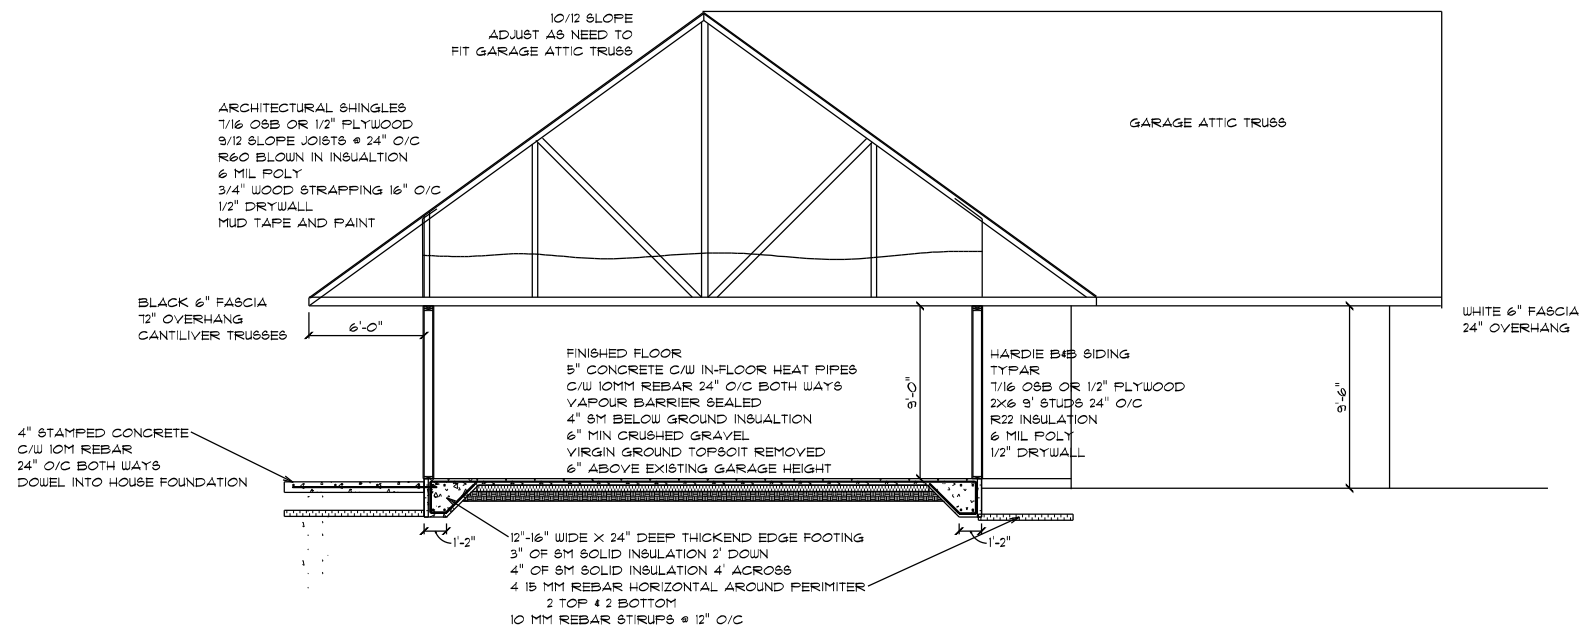 10/12 SLOPE
ADJUST AS NEED TO
FIT GARAGE ATTIC TRUSS
ARCHITECTURAL SHINGLES
7/16 OSB OR 1/2" PLYWOOD
9/12 SLOPE JOISTS @ 24" O/C
R60 BLOWN IN INSUALTION
6 MIL POLY
3/4" WOOD STRAPPING 16" O/C
1/2" DRYWALL
MUD TAPE AND PAINT
GARAGE ATTIC TRUSS
BLACK 6" FASCIA
72" OVERHANG
CANTILIVER TRUSSES
6'-0"
WHITE 6" FASCIA
24" OVERHANG
FINISHED FLOOR
5" CONCRETE C/W IN-FLOOR HEAT PIPES
C/W 10MM REBAR 24" O/C BOTH WAYS
VAPOUR BARRIER SEALED
4" SM BELOW GROUND INSUALTION
6" MIN CRUSHED GRAVEL
VIRGIN GROUND TOPSOIT REMOVED
6" ABOVE EXISTING GARAGE HEIGHT
9'-0"
HARDIE B&B SIDING
TYPAR
7/16 OSB OR 1/2" PLYWOOD
2X6 9' STUDS 24" O/C
R22 INSULATION
6 MIL POLY
1/2" DRYWALL
9'-6"
4" STAMPED CONCRETE
C/W 10M REBAR
24" O/C BOTH WAYS
DOWEL INTO HOUSE FOUNDATION
1'-2"
12"-16" WIDE X 24" DEEP THICKEND EDGE FOOTING
3" OF SM SOLID INSULATION 2' DOWN
4" OF SM SOLID INSULATION 4' ACROSS
4 15 MM REBAR HORIZONTAL AROUND PERIMITER
2 TOP & 2 BOTTOM
10 MM REBAR STIRUPS @ 12" O/C
1'-2"